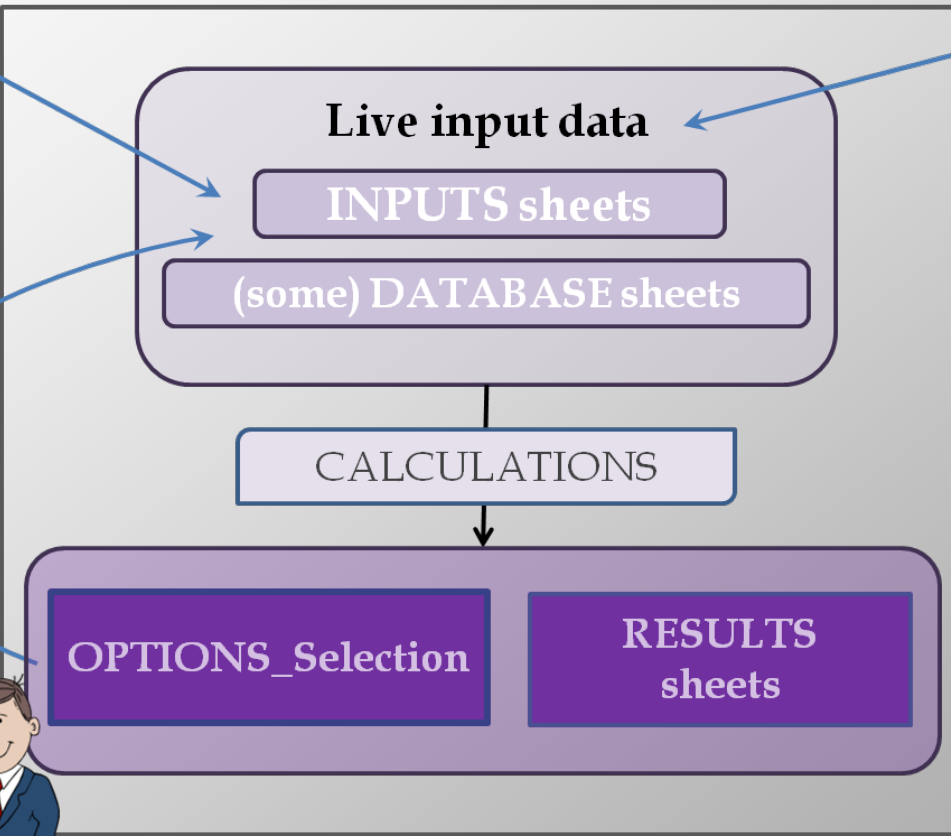 Live input data
INPUTS sheets
(some) DATABASE sheets
CALCULATIONS
OPTIONS_Selection
RESULTS
sheets